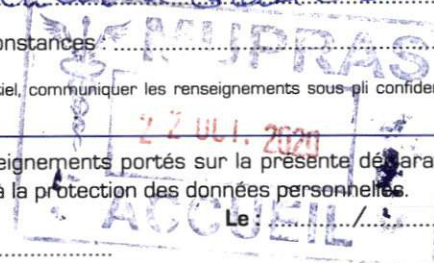 onstances : 
MUPRAS
tiel, communiquer les renseignements sous pli confiden
22 OCT. 2020
eignements portés sur la présente déclara
à la protection des données personnelles.
ACCUEIL
Le : /